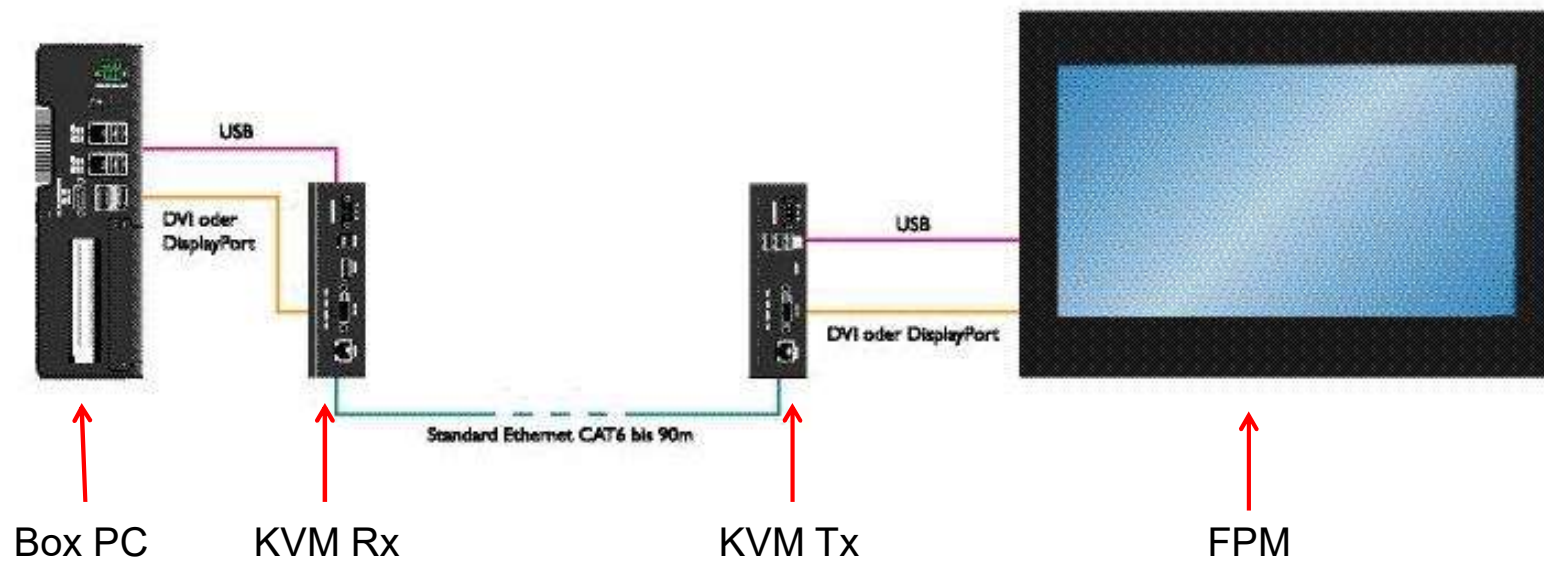 USB
DVI oder
DisplayPort
USB
DVI oder DisplayPort
Standard Ethernet CAT6 bis 90m
Box PC
KVM Rx
KVM Tx
FPM